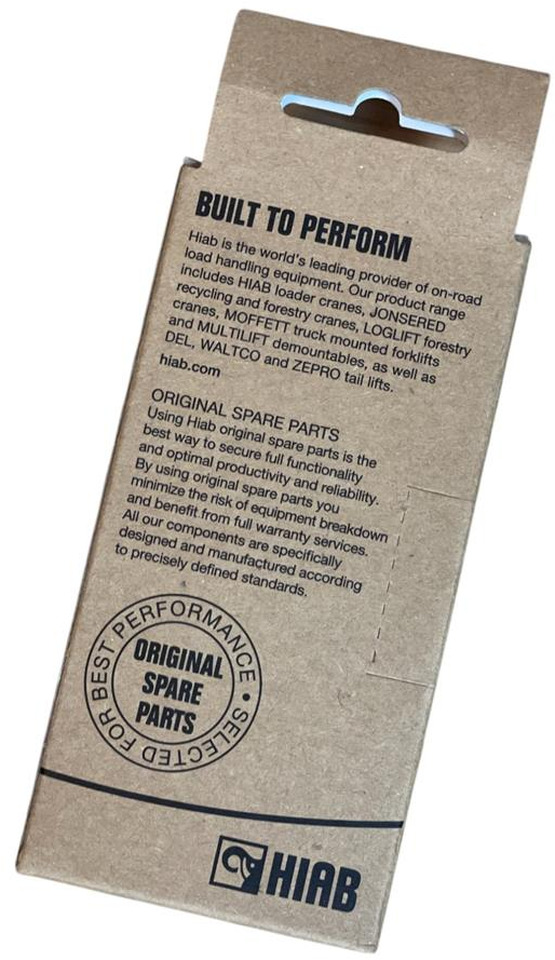 BUILT TO PERFORM
Hiab is the world's leading provider of on-road
load handling equipment. Our product range
includes HIAB loader cranes, JONSERED
recycling and forestry cranes, LOGLIFT forestry
cranes, MOFFETT truck mounted forklifts
and MULTILIFT demountables, as well as
DEL, WALTCO and ZEPRO tail lifts.
hiab.com
ORIGINAL SPARE PARTS
Using Hiab original spare parts is the
best way to secure full functionality
and optimal productivity and reliability.
By using original spare parts you
minimize the risk of equipment breakdown
and benefit from full warranty services.
All our components are specifically
designed and manufactured according
to precisely defined standards.
SELECTED FOR BEST PERFORMANCE •
ORIGINAL
SPARE
PARTS
HIAB